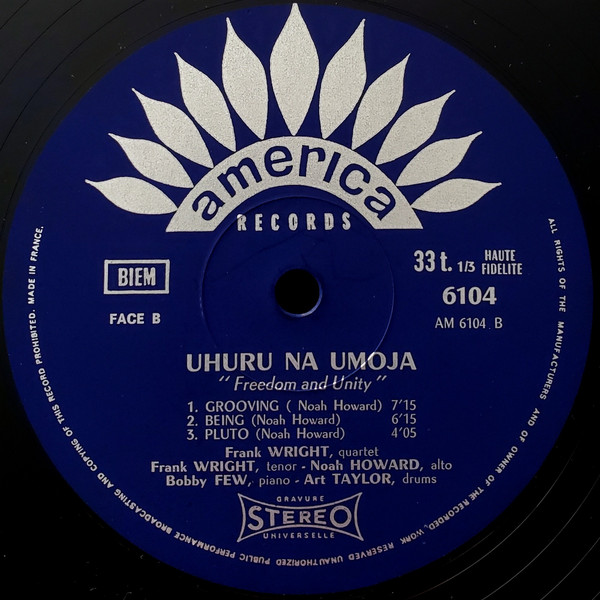 america
RECORDS
BIEM
FACE B
33 t. 1/3 HAUTE FIDELITE
6104
AM 6104 B
UHURU NA UMOJA
"Freedom and Unity"
1. GROOVING ( Noah Howard) 7'15
2. BEING (Noah Howard) 6'15
3. PLUTO (Noah Howard) 4'05
Frank WRIGHT, quartet
Frank WRIGHT, tenor - Noah HOWARD, alto
Bobby FEW, piano - Art TAYLOR, drums
GRAVURE
STEREO
UNIVERSELLE
ALL RIGHTS OF THE MANUFACTURERS AND OF OWNER OF THE RECORDED, WORK RESERVED UNAUTHORIZED PUBLIC PERFORMANCE BROADCASTING AND COPYING OF THIS RECORD PROHIBITED. MADE IN FRANCE.